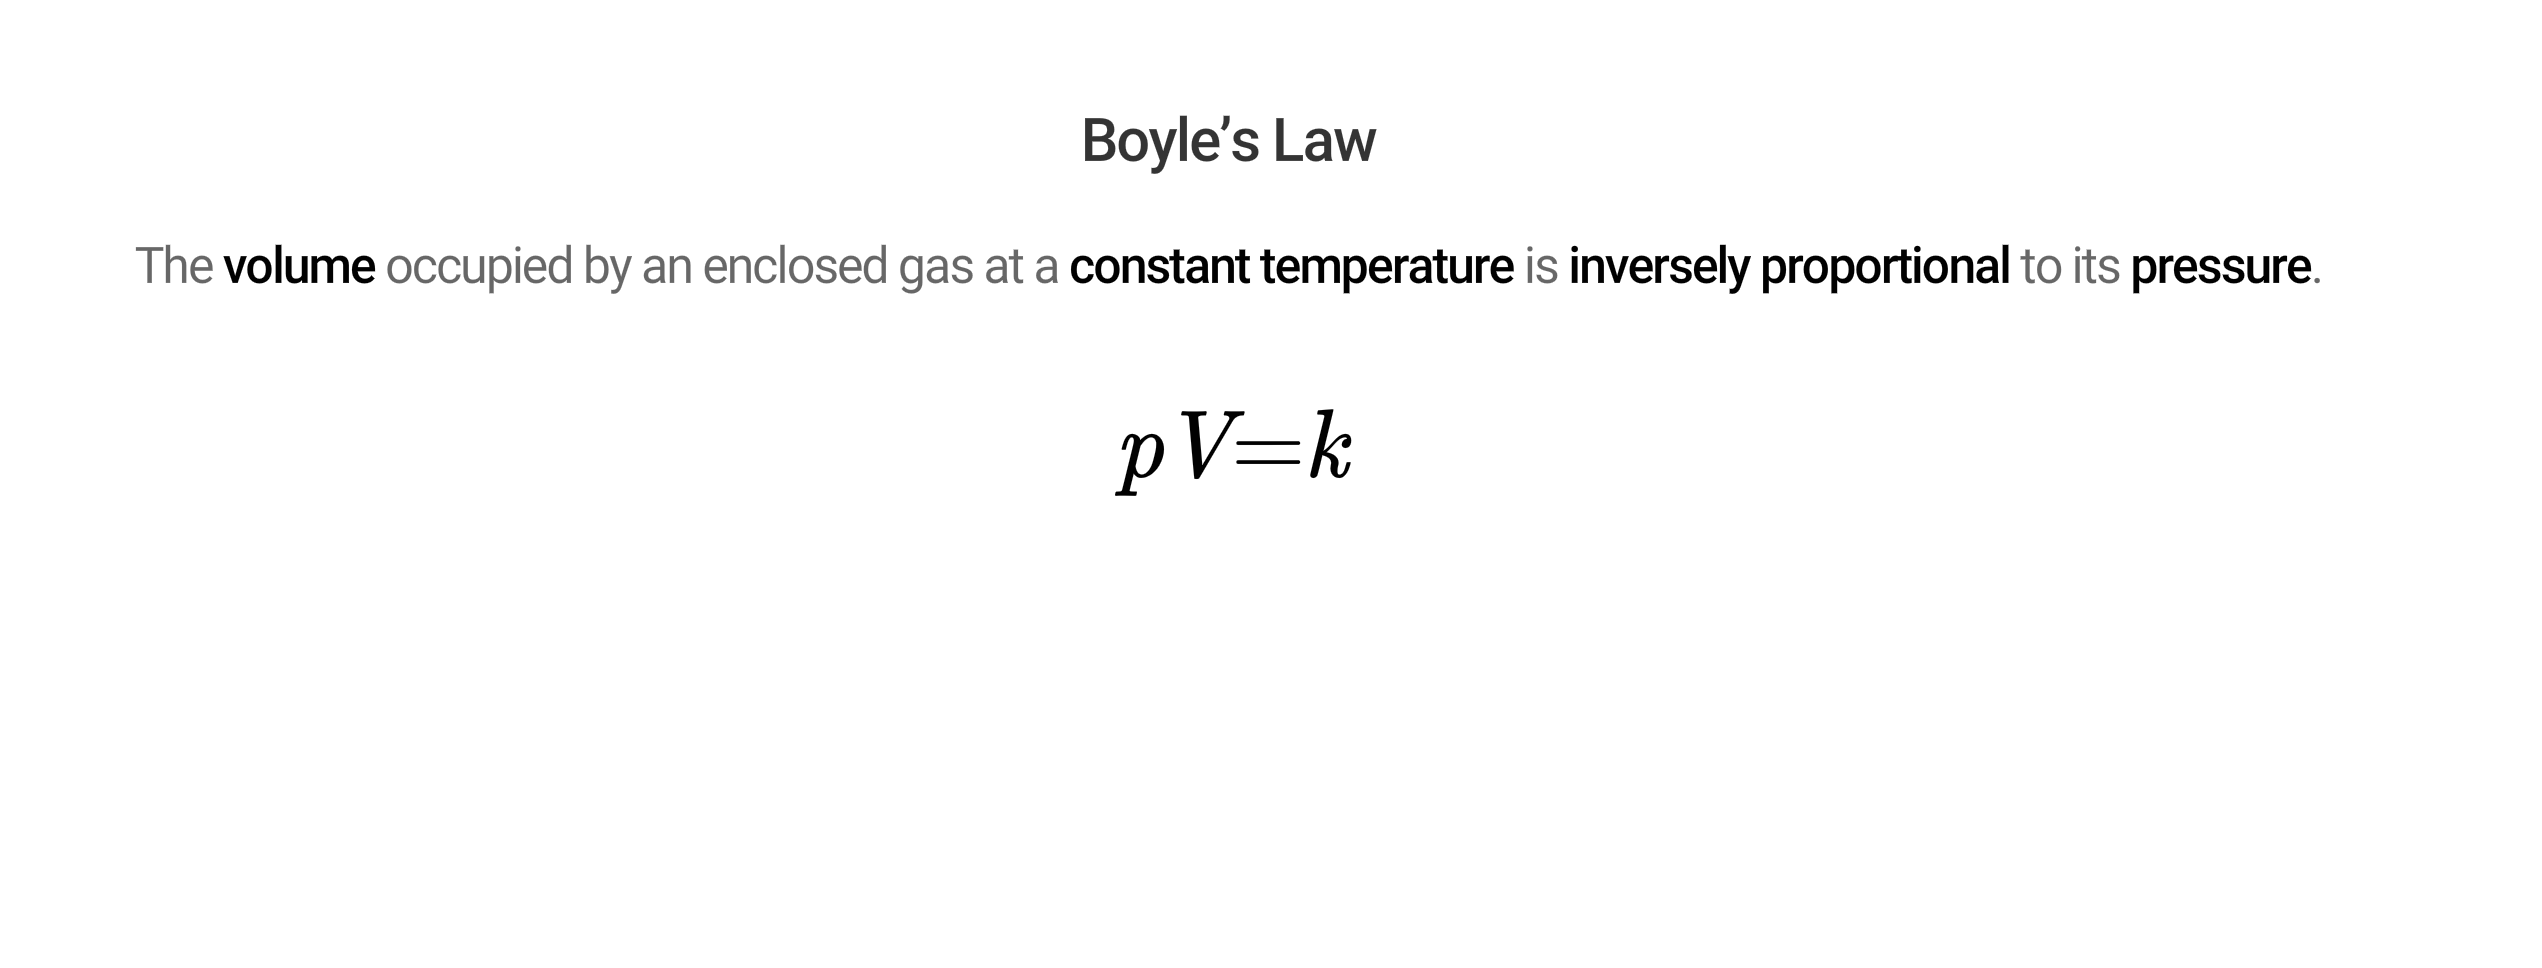 Boyle’s Law
The volume occupied by an enclosed gas at a constant temperature is inversely proportional to its pressure.
pV=k